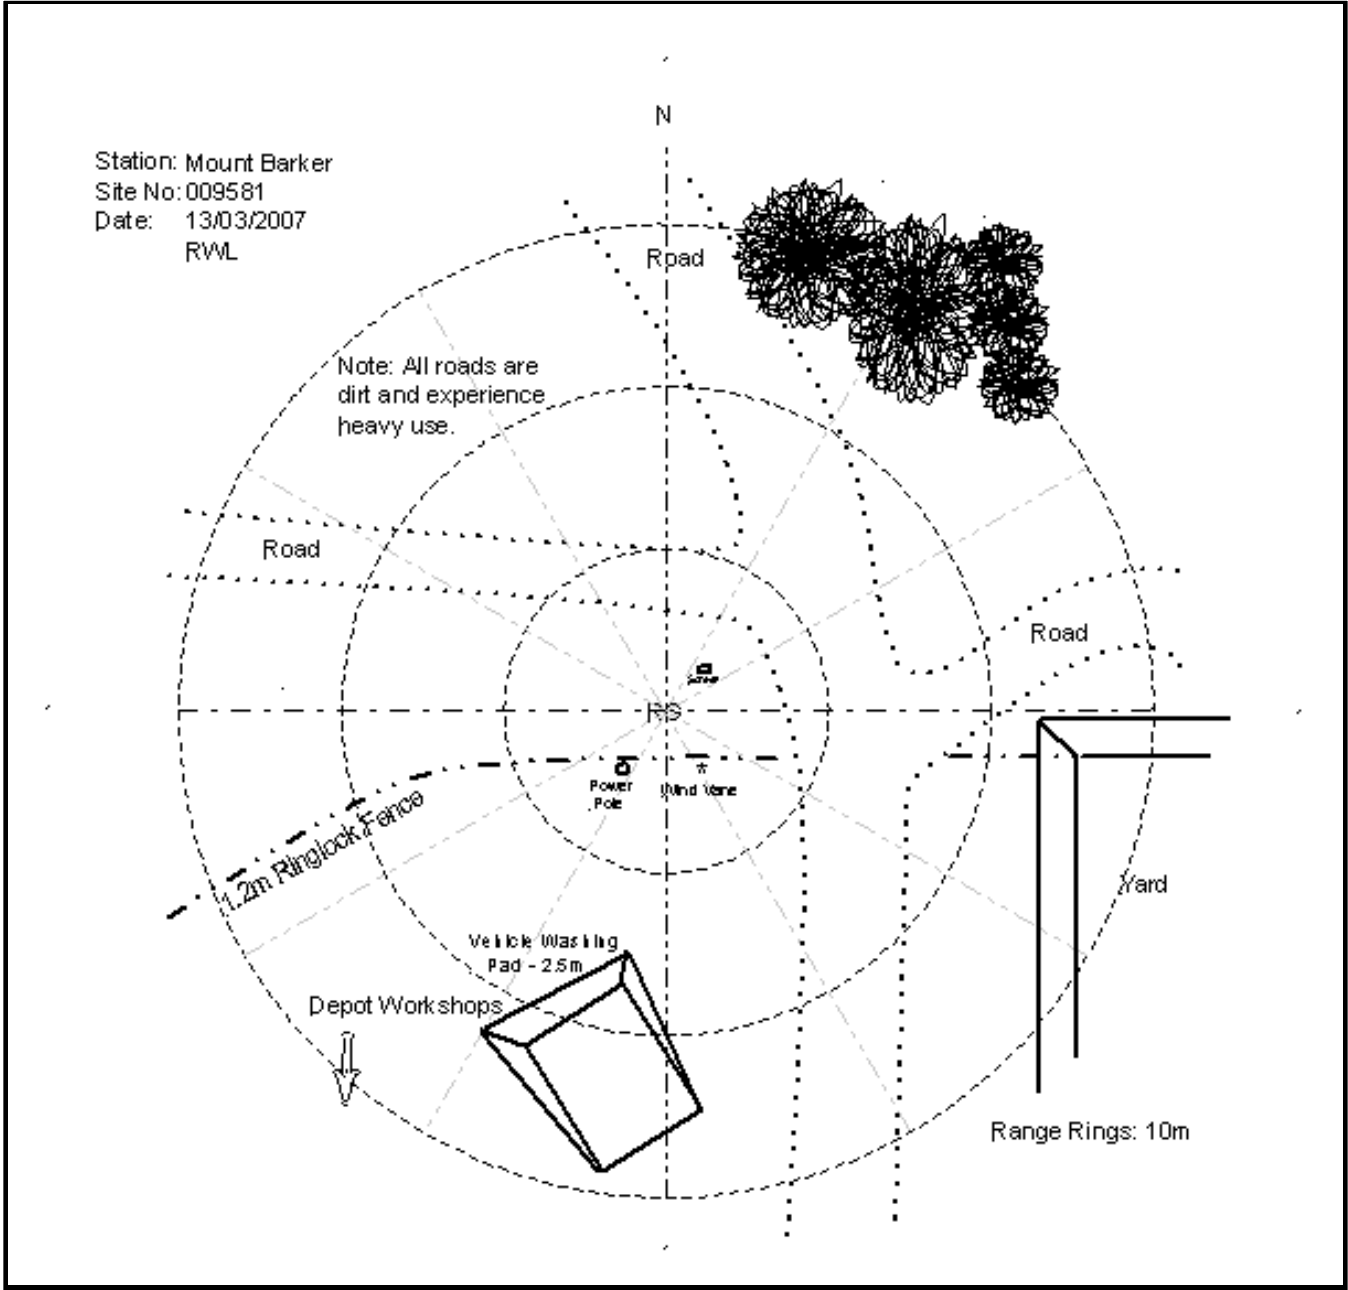 N
Station: Mount Barker
Site No: 009581
Date: 13/03/2007
RWL
Road
Note: All roads are
dirt and experience
heavy use.
Road
Road
RG
Power
Pole
Wind Vane
1.2m Ringlock Fence
Yard
Vehicle Washing
Pad - 2.5m
Depot Workshops
Range Rings: 10m